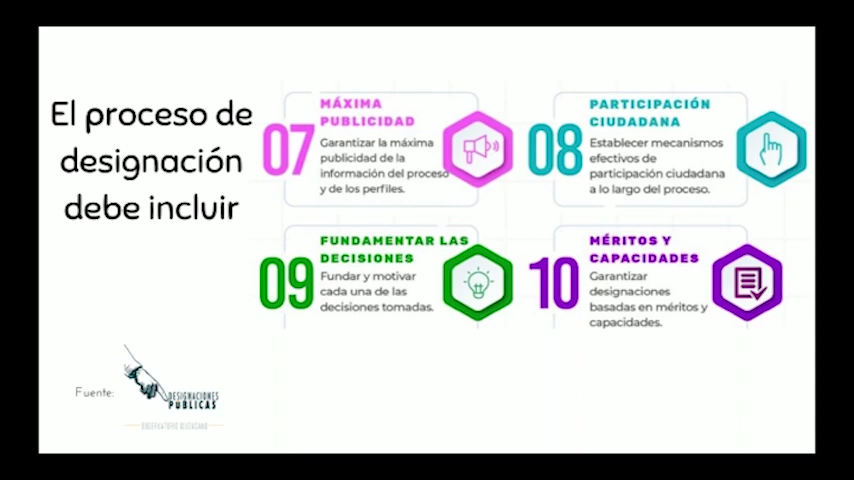 El proceso de
designación
debe incluir
07
MÁXIMA
PUBLICIDAD
Garantizar la máxima
publicidad de la
información del proceso
y de los perfiles.
08
PARTICIPACIÓN
CIUDADANA
Establecer mecanismos
efectivos de
participación ciudadana
a lo largo del proceso.
09
FUNDAMENTAR LAS
DECISIONES
Fundar y motivar
cada una de las
decisiones tomadas.
10
MÉRITOS Y
CAPACIDADES
Garantizar
designaciones
basadas en méritos y
capacidades.
Fuente:
DESIGNACIONES
PÚBLICAS
OBSERVATORIO CIUDADANO